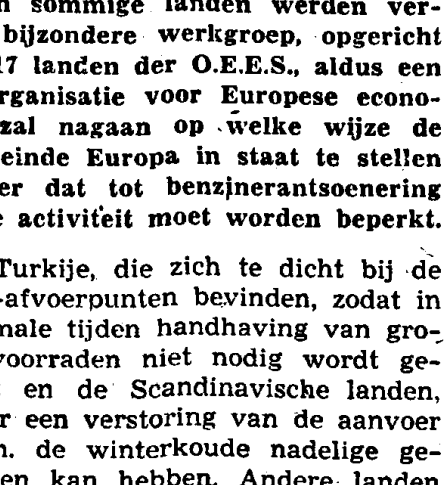 sommige landen werden ver-
bijzondere werkgroep, opgericht
17 landen der O.E.E.S., aldus een
rganisatie voor Europese econo-
zal nagaan op welke wijze de
einde Europa in staat te stellen
er dat tot benzinerantsoenering
e activiteit moet worden beperkt.
Turkije, die zich te dicht bij de
-afvoerpunten bevinden, zodat in
male tijden handhaving van gro-
voorraden niet nodig wordt ge-
en de Scandinavische landen,
r een verstoring van de aanvoer
n. de winterkoude nadelige ge-
en kan hebben. Andere landen